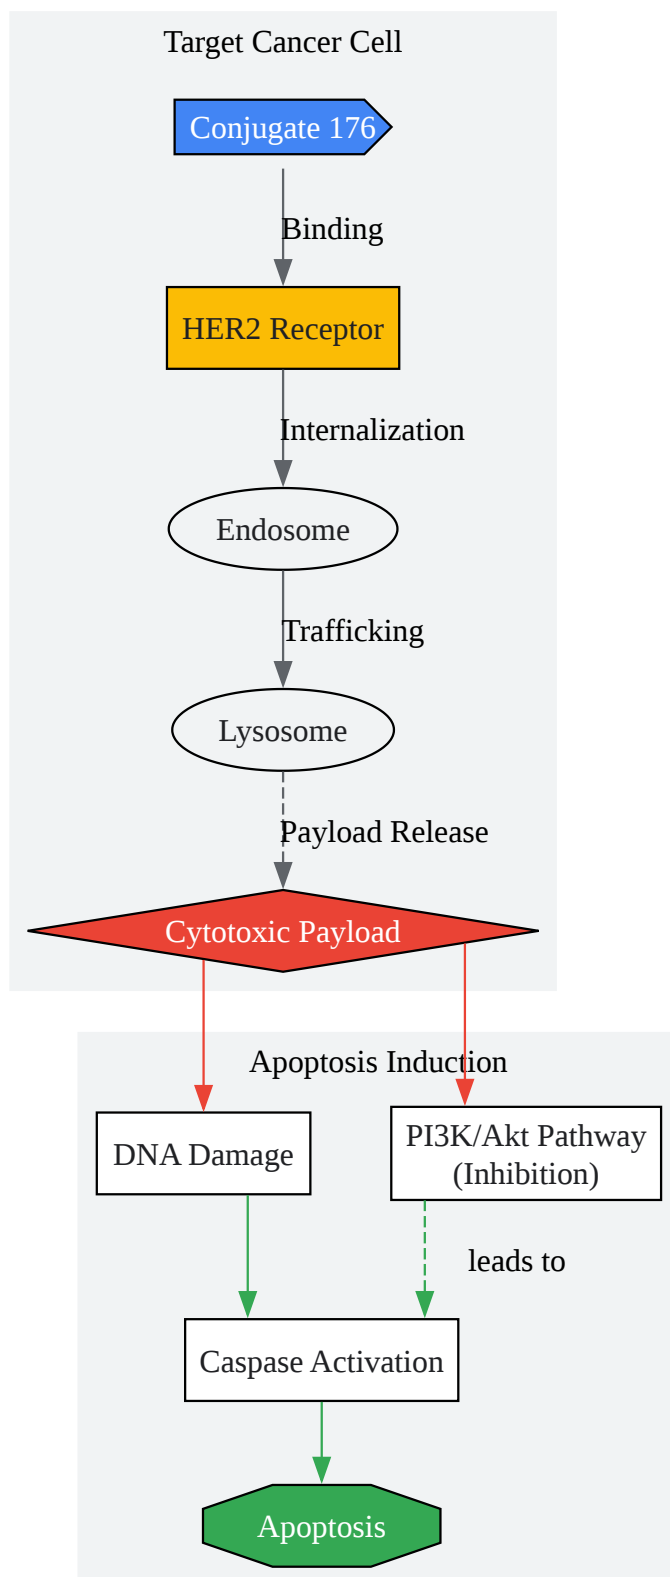 Target Cancer Cell
Conjugate 176
Binding
HER2 Receptor
Internalization
Endosome
Trafficking
Lysosome
Payload Release
Cytotoxic Payload
Apoptosis Induction
DNA Damage
PI3K/Akt Pathway
(Inhibition)
leads to
Caspase Activation
Apoptosis